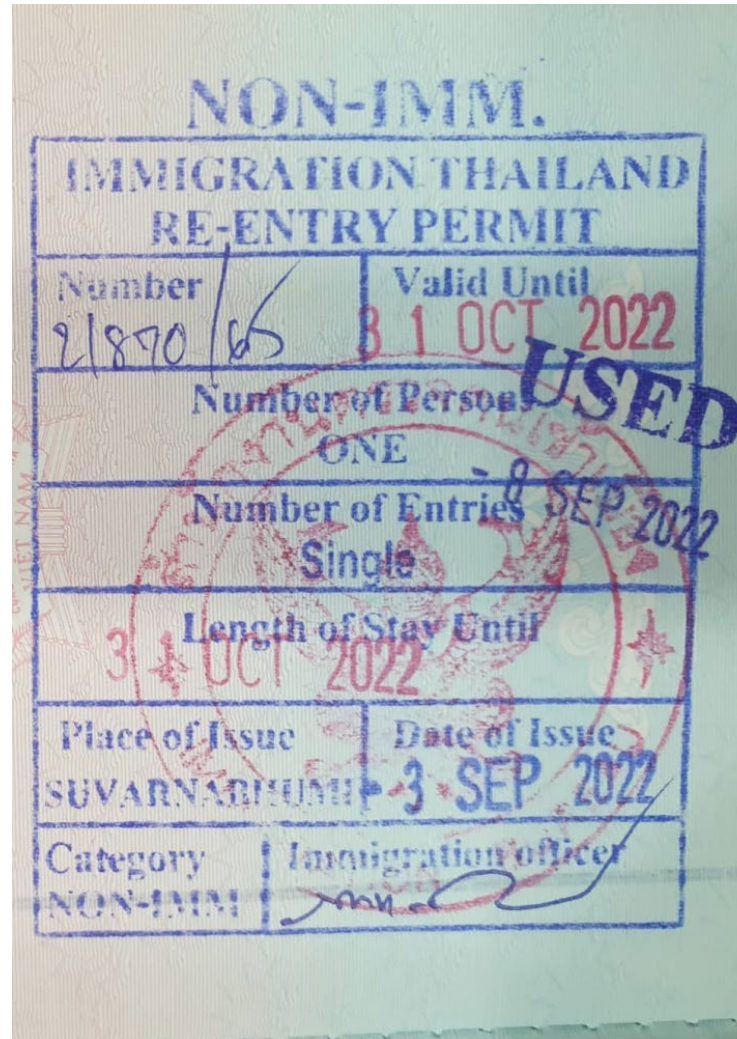 NON-IMM.
IMMIGRATION THAILAND
RE-ENTRY PERMIT
Number
21870/65
Valid Until
31 OCT 2022
USED
Number of Persons
ONE
-8 SEP 2022
Number of Entries
Single
Length of Stay Until
31 OCT 2022
Place of Issue
SUVARNABHUMI
Date of Issue
-3 SEP 2022
Category
NON-IMM
Immigration officer
VIET NAM